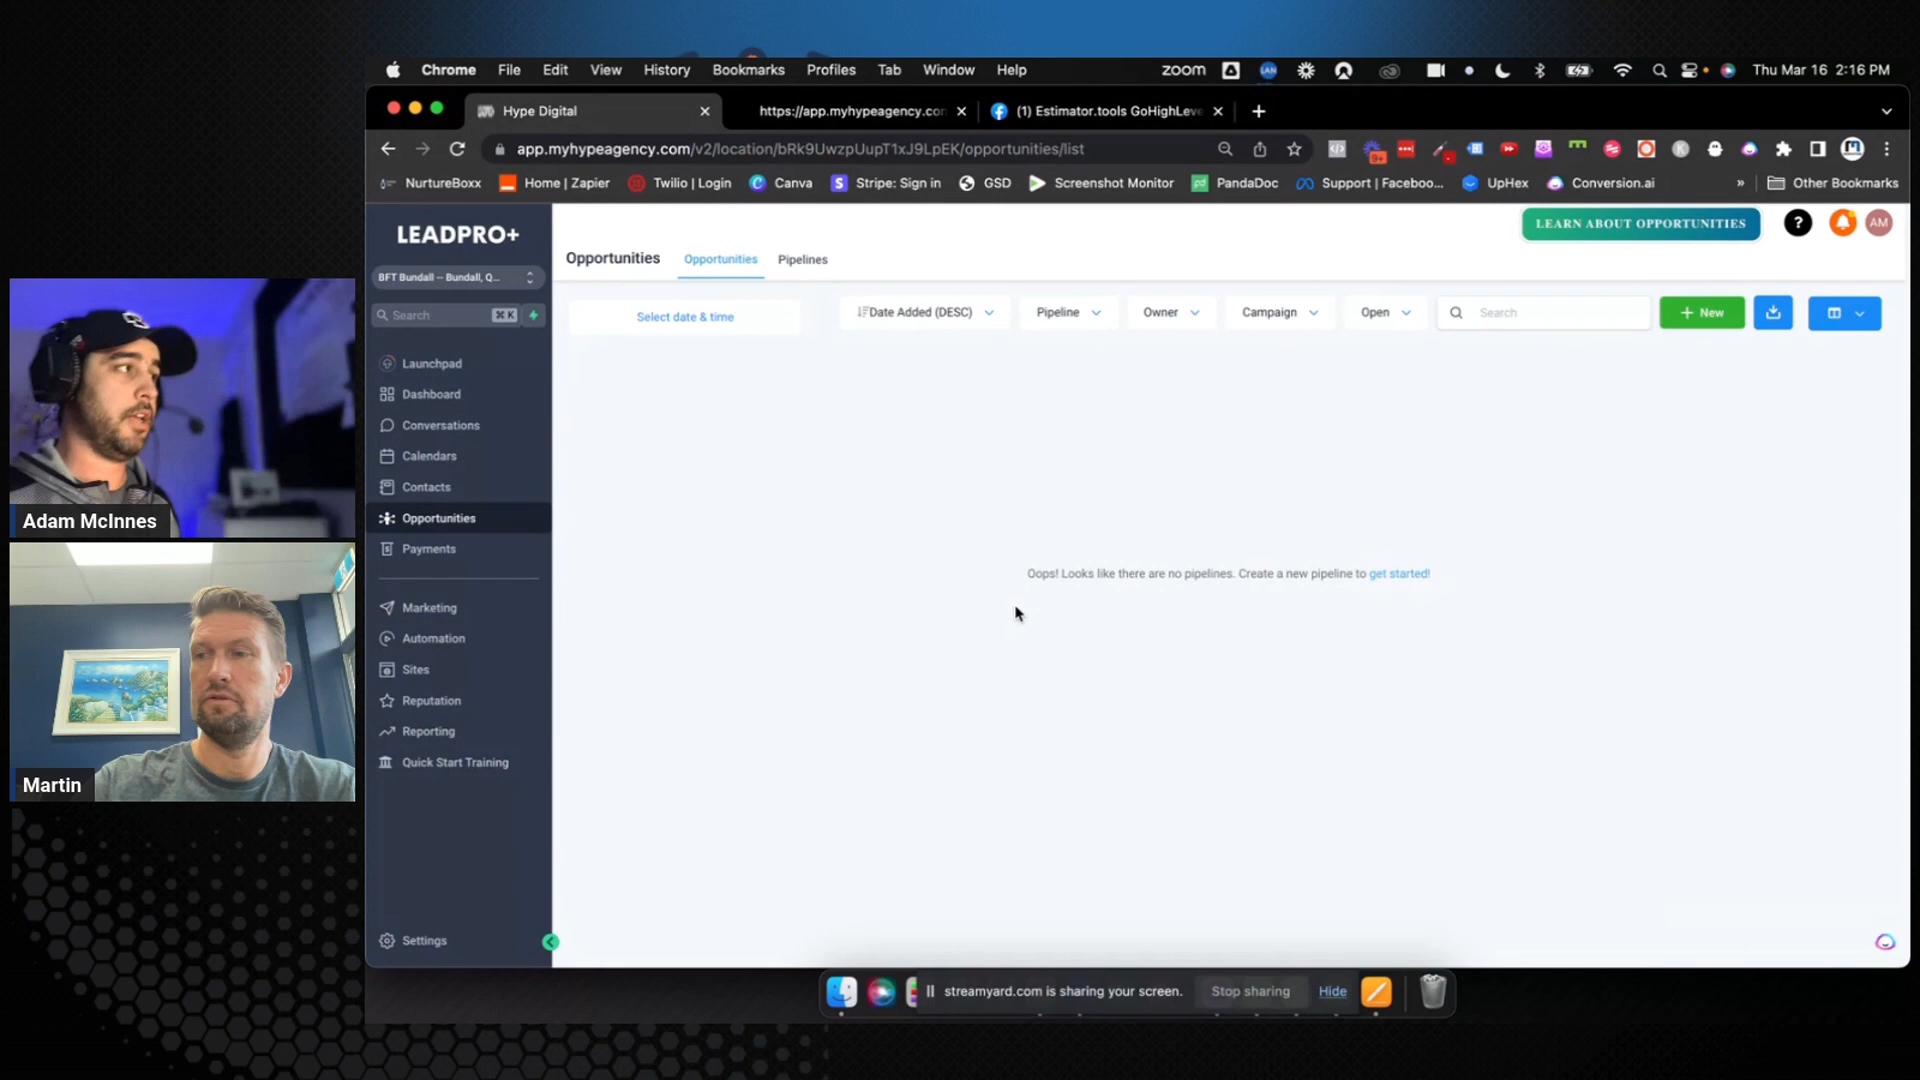 Chrome File Edit View History Bookmarks Profiles Tab Window Help
zoom LAN Thu Mar 16 2:16 PM
Hype Digital
https://app.myhypeagency.con
(1) Estimator.tools GoHighLeve
app.myhypeagency.com/v2/location/bRk9UwzpUupT1xJ9LpEK/opportunities/list
9+
NurtureBoxx
Home | Zapier
Twilio | Login
Canva
Stripe: Sign in
GSD
Screenshot Monitor
PandaDoc
Support | Faceboo...
UpHex
Conversion.ai
»
Other Bookmarks
LEADPRO+
BFT Bundall -- Bundall, Q...
Search ⌘ K
Launchpad
Dashboard
Conversations
Calendars
Contacts
Opportunities
Payments
Marketing
Automation
Sites
Reputation
Reporting
Quick Start Training
Settings
LEARN ABOUT OPPORTUNITIES
?
AM
Opportunities
Opportunities
Pipelines
Select date & time
Date Added (DESC)
Pipeline
Owner
Campaign
Open
Search
+ New
Oops! Looks like there are no pipelines. Create a new pipeline to get started!
Adam McInnes
Martin
streamyard.com is sharing your screen.
Stop sharing
Hide